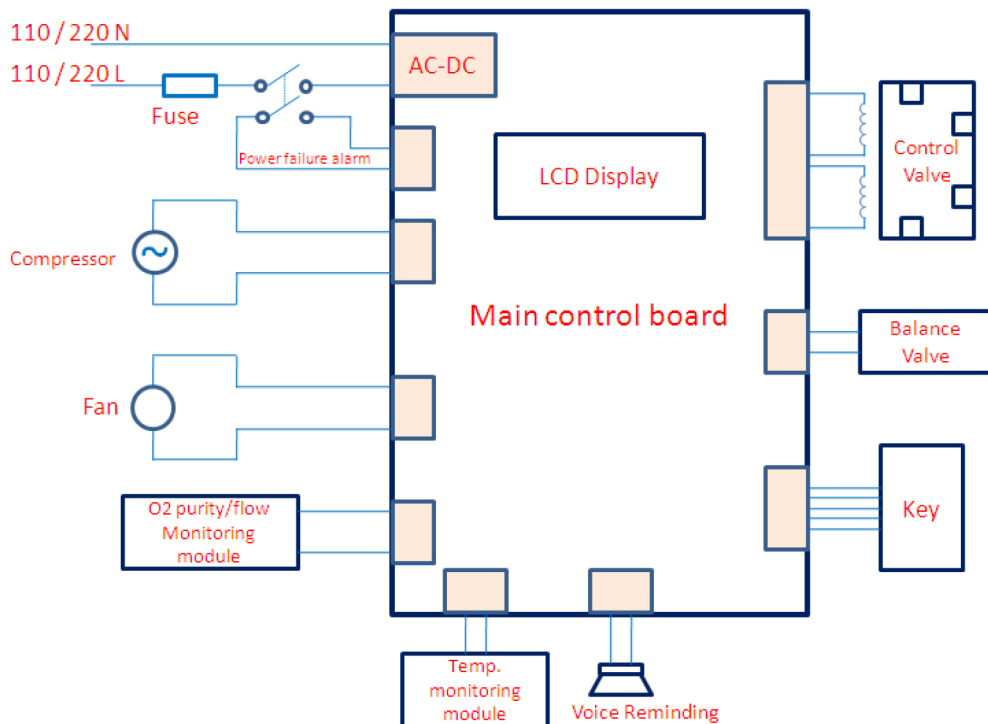 110 / 220 N
110 / 220 L
Fuse
AC-DC
Power failure alarm
LCD Display
Control
Valve
Compressor
Main control board
Balance
Valve
Fan
O2 purity/flow
Monitoring
module
Key
Temp.
monitoring
module
Voice Reminding